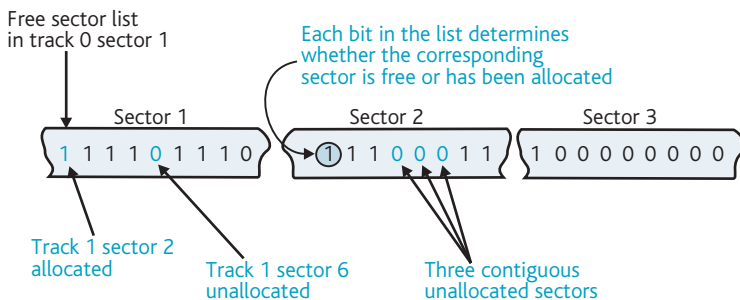 Free sector list
in track 0 sector 1
Each bit in the list determines
whether the corresponding
sector is free or has been allocated
Sector 1
Sector 2
Sector 3
1 1 1 1 0 1 1 1 0
1 1 1 0 0 0 1 1
1 0 0 0 0 0 0 0 0
Track 1 sector 2
allocated
Track 1 sector 6
unallocated
Three contiguous
unallocated sectors